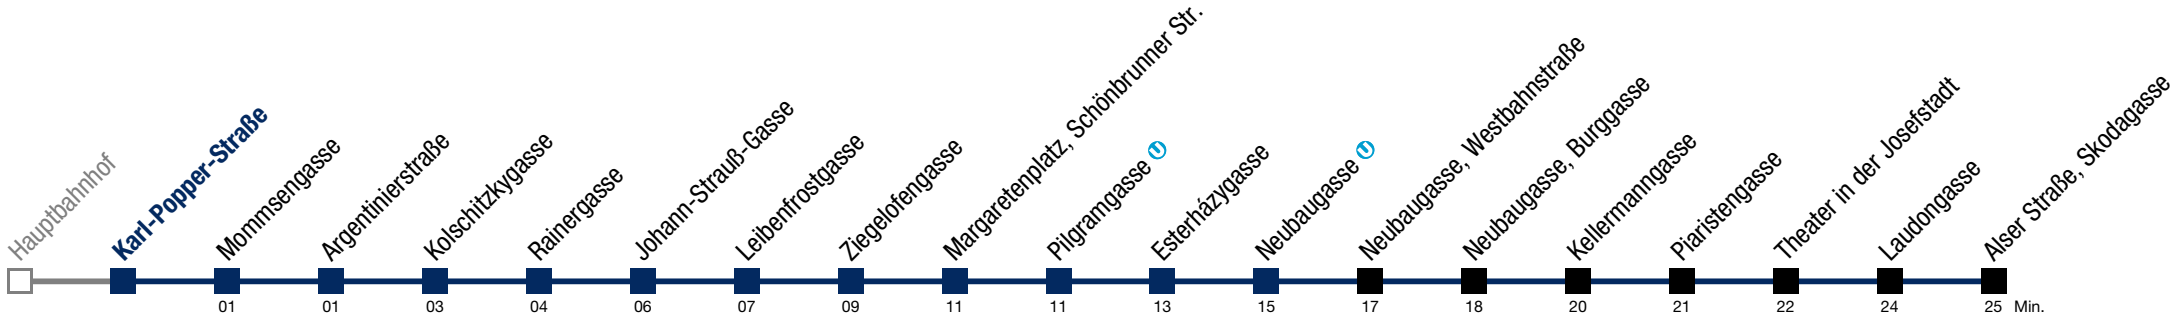 Hauptbahnhof
Karl-Popper-Straße
Mommsengasse
Argentinierstraße
Kolschitzkygasse
Rainergasse
Johann-Strauß-Gasse
Leibenfrostgasse
Ziegelofengasse
Margaretenplatz, Schönbrunner Str.
Pilgramgasse U
Esterházygasse
Neubaugasse U
Neubaugasse, Westbahnstraße
Neubaugasse, Burggasse
Kellermanngasse
Piaristengasse
Theater in der Josefstadt
Laudongasse
Alser Straße, Skodagasse
01 01 03 04 06 07 09 11 11 13 15 17 18 20 21 22 24 25 Min.